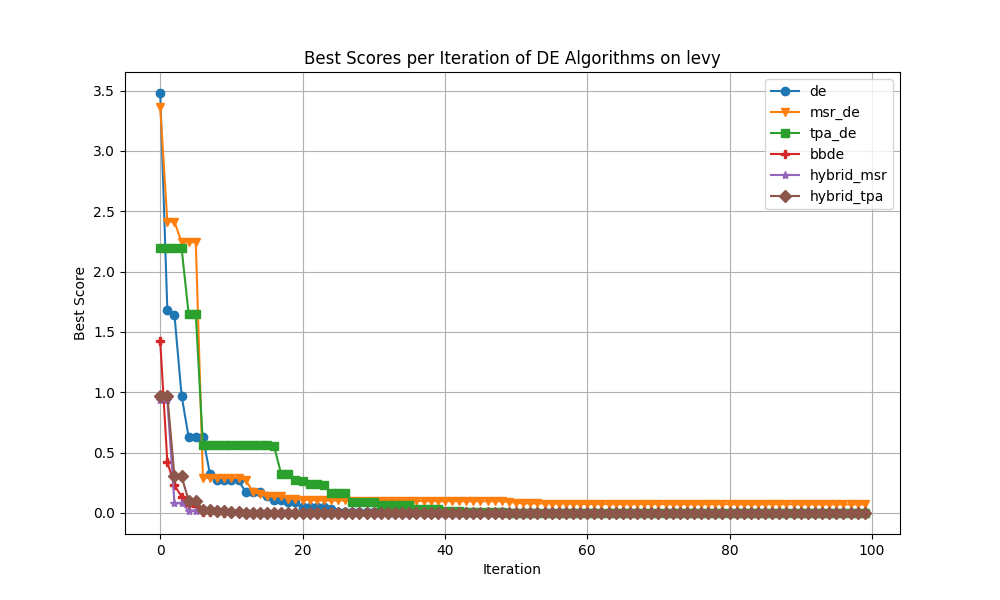 Best Scores per Iteration of DE Algorithms on levy
3.5
3.0
2.5
2.0
1.5
1.0
0.5
0.0
Best Score
0
20
40
60
80
100
Iteration
de
msr_de
tpa_de
bbde
hybrid_msr
hybrid_tpa